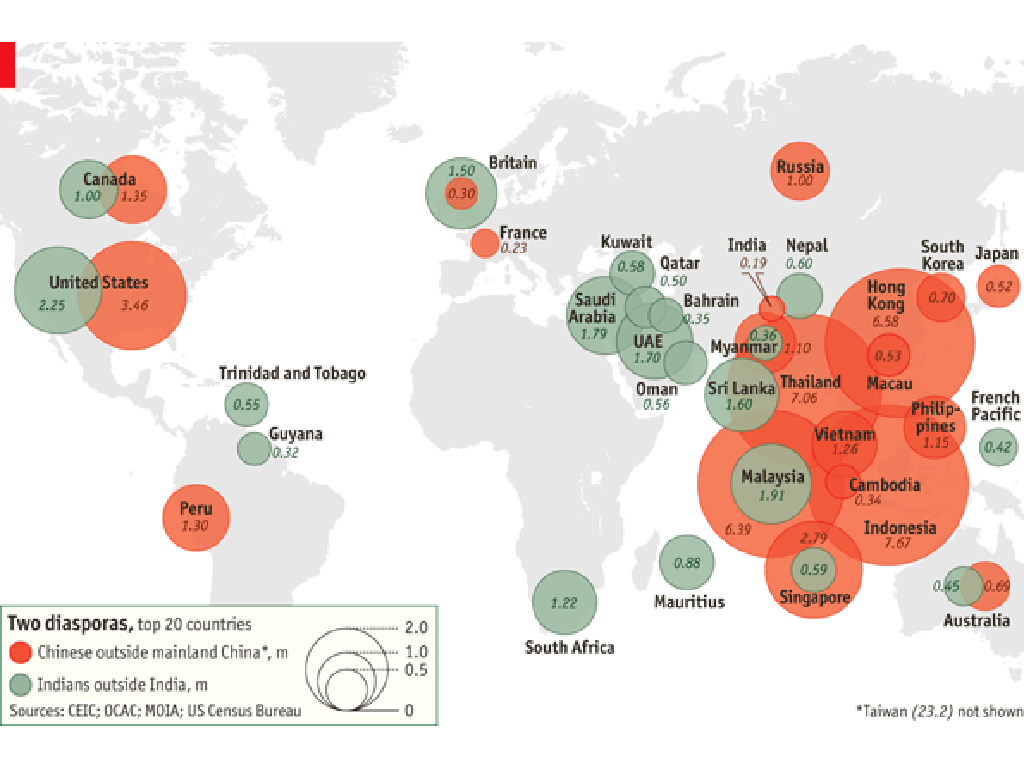 Canada
1.00 1.35
United States
2.25 3.46
Trinidad and Tobago
0.55
Guyana
0.32
Peru
1.30
Britain
1.50
0.30
France
0.23
Russia
1.00
Kuwait
0.58
Qatar
0.50
Saudi
Arabia
1.79
Bahrain
0.35
UAE
1.70
Oman
0.56
India
0.19
Nepal
0.60
South
Korea
0.70
Japan
0.52
Hong
Kong
6.58
0.53
Macau
0.36
Myanmar 1.10
Sri Lanka
1.60
Thailand
7.06
French
Pacific
0.42
Philip-
pines
1.15
Vietnam
1.26
Malaysia
1.91
6.39
Cambodia
0.34
Indonesia
7.67
2.79
0.59
Singapore
0.88
Mauritius
1.22
South Africa
0.45 0.69
Australia
Two diasporas, top 20 countries
Chinese outside mainland China*, m
Indians outside India, m
Sources: CEIC; OCAC; MOIA; US Census Bureau
2.0
1.0
0.5
0
*Taiwan (23.2) not shown